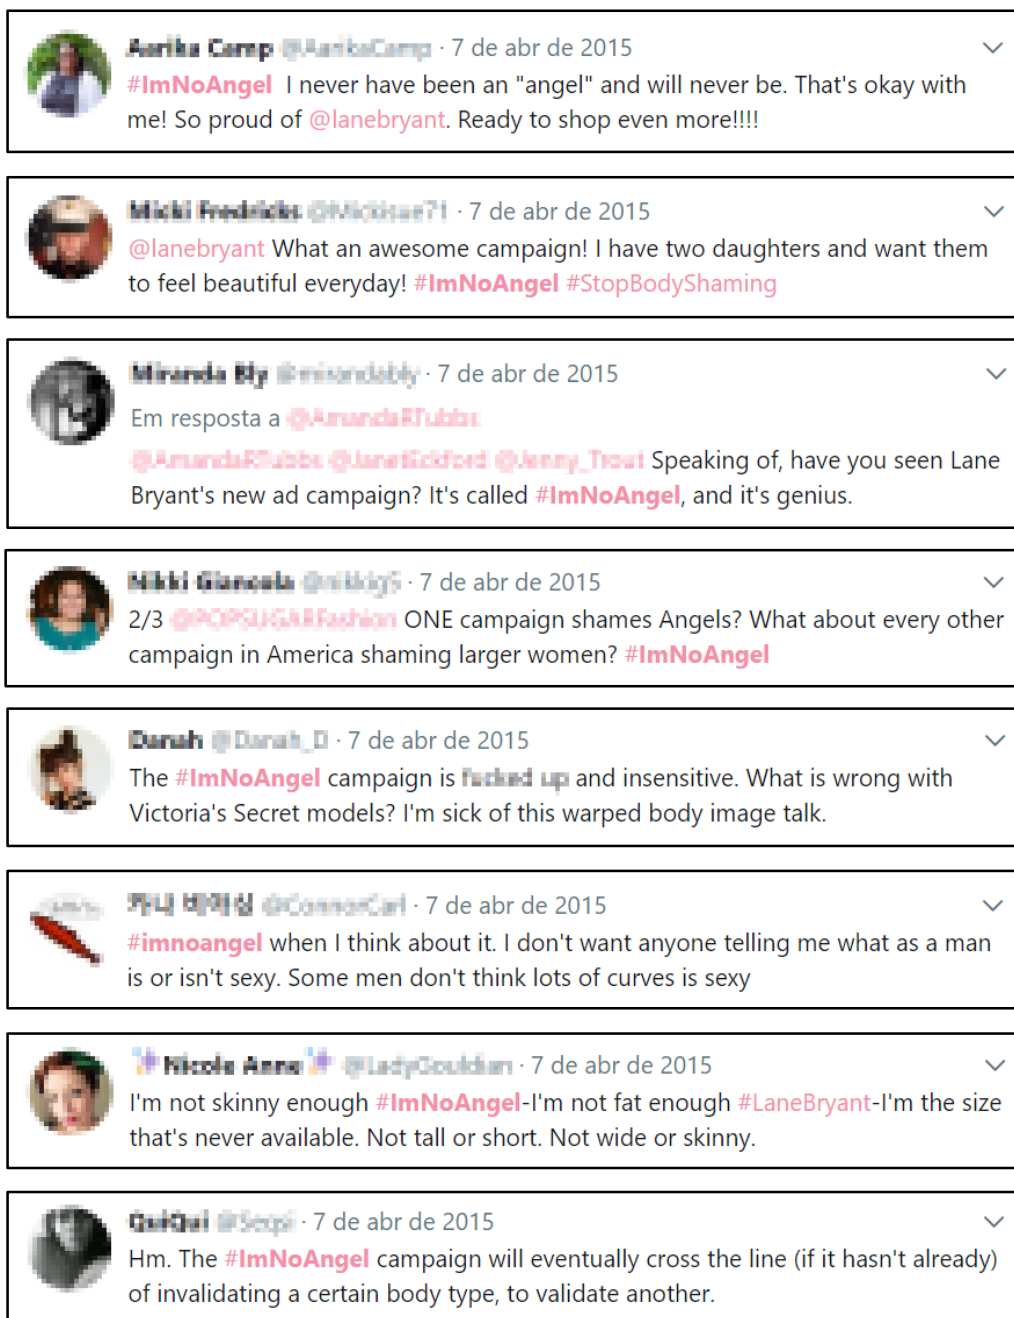 · 7 de abr de 2015
#ImNoAngel I never have been an "angel" and will never be. That's okay with
me! So proud of @lanebryant. Ready to shop even more!!!!
· 7 de abr de 2015
@lanebryant What an awesome campaign! I have two daughters and want them
to feel beautiful everyday! #ImNoAngel #StopBodyShaming
· 7 de abr de 2015
Em resposta a
Speaking of, have you seen Lane
Bryant's new ad campaign? It's called #ImNoAngel, and it's genius.
· 7 de abr de 2015
2/3 ONE campaign shames Angels? What about every other
campaign in America shaming larger women? #ImNoAngel
· 7 de abr de 2015
The #ImNoAngel campaign is and insensitive. What is wrong with
Victoria's Secret models? I'm sick of this warped body image talk.
· 7 de abr de 2015
#imnoangel when I think about it. I don't want anyone telling me what as a man
is or isn't sexy. Some men don't think lots of curves is sexy
· 7 de abr de 2015
I'm not skinny enough #ImNoAngel-I'm not fat enough #LaneBryant-I'm the size
that's never available. Not tall or short. Not wide or skinny.
· 7 de abr de 2015
Hm. The #ImNoAngel campaign will eventually cross the line (if it hasn't already)
of invalidating a certain body type, to validate another.